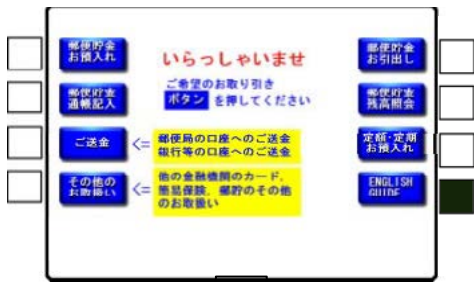 郵便貯金
お預入れ
いらっしゃいませ
郵便貯金
お引出し
郵便貯金
通帳記入
ご希望のお取り引き
ボタン を押してください
郵便貯金
残高照会
ご送金
<= 郵便局の口座へのご送金
銀行等の口座へのご送金
定額・定期
お預入れ
その他の
お取扱い
<= 他の金融機関のカード、
簡易保険、郵貯のその他
のお取扱い
ENGLISH
GUIDE